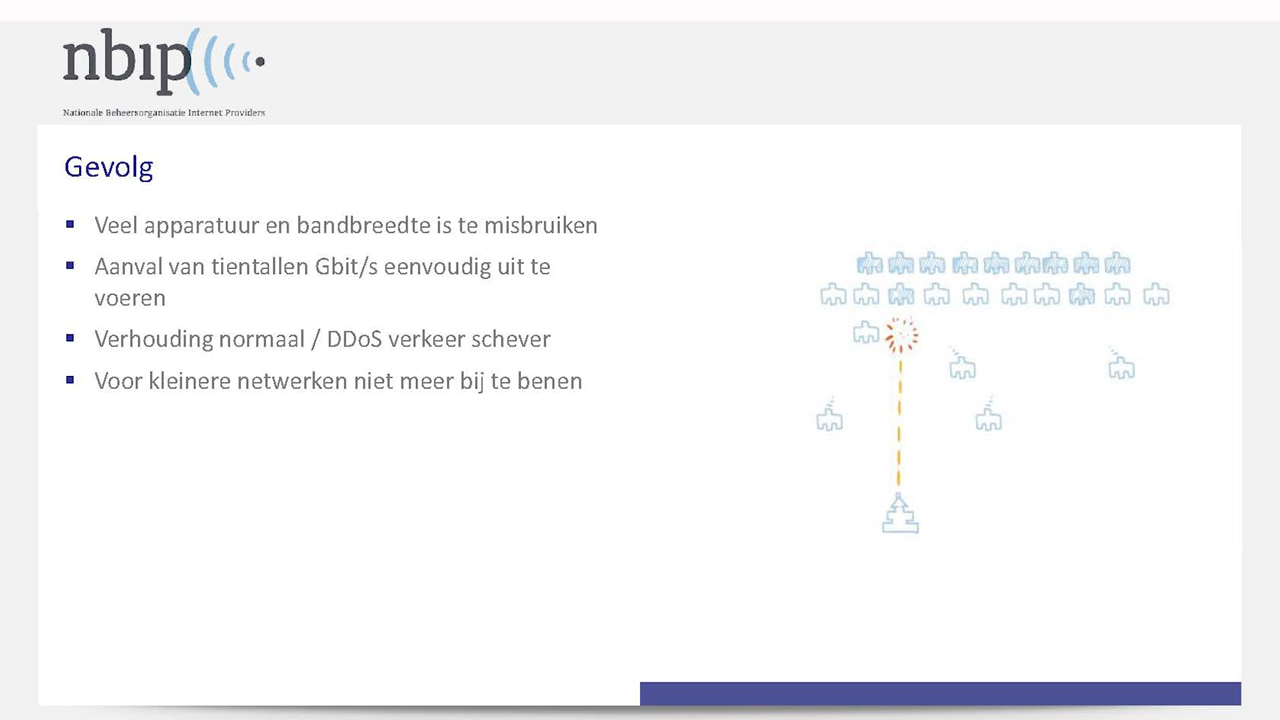 nbip
Nationale Beheersorganisatie Internet Providers
Gevolg
Veel apparatuur en bandbreedte is te misbruiken
Aanval van tientallen Gbit/s eenvoudig uit te
voeren
Verhouding normaal / DDoS verkeer schever
Voor kleinere netwerken niet meer bij te benen